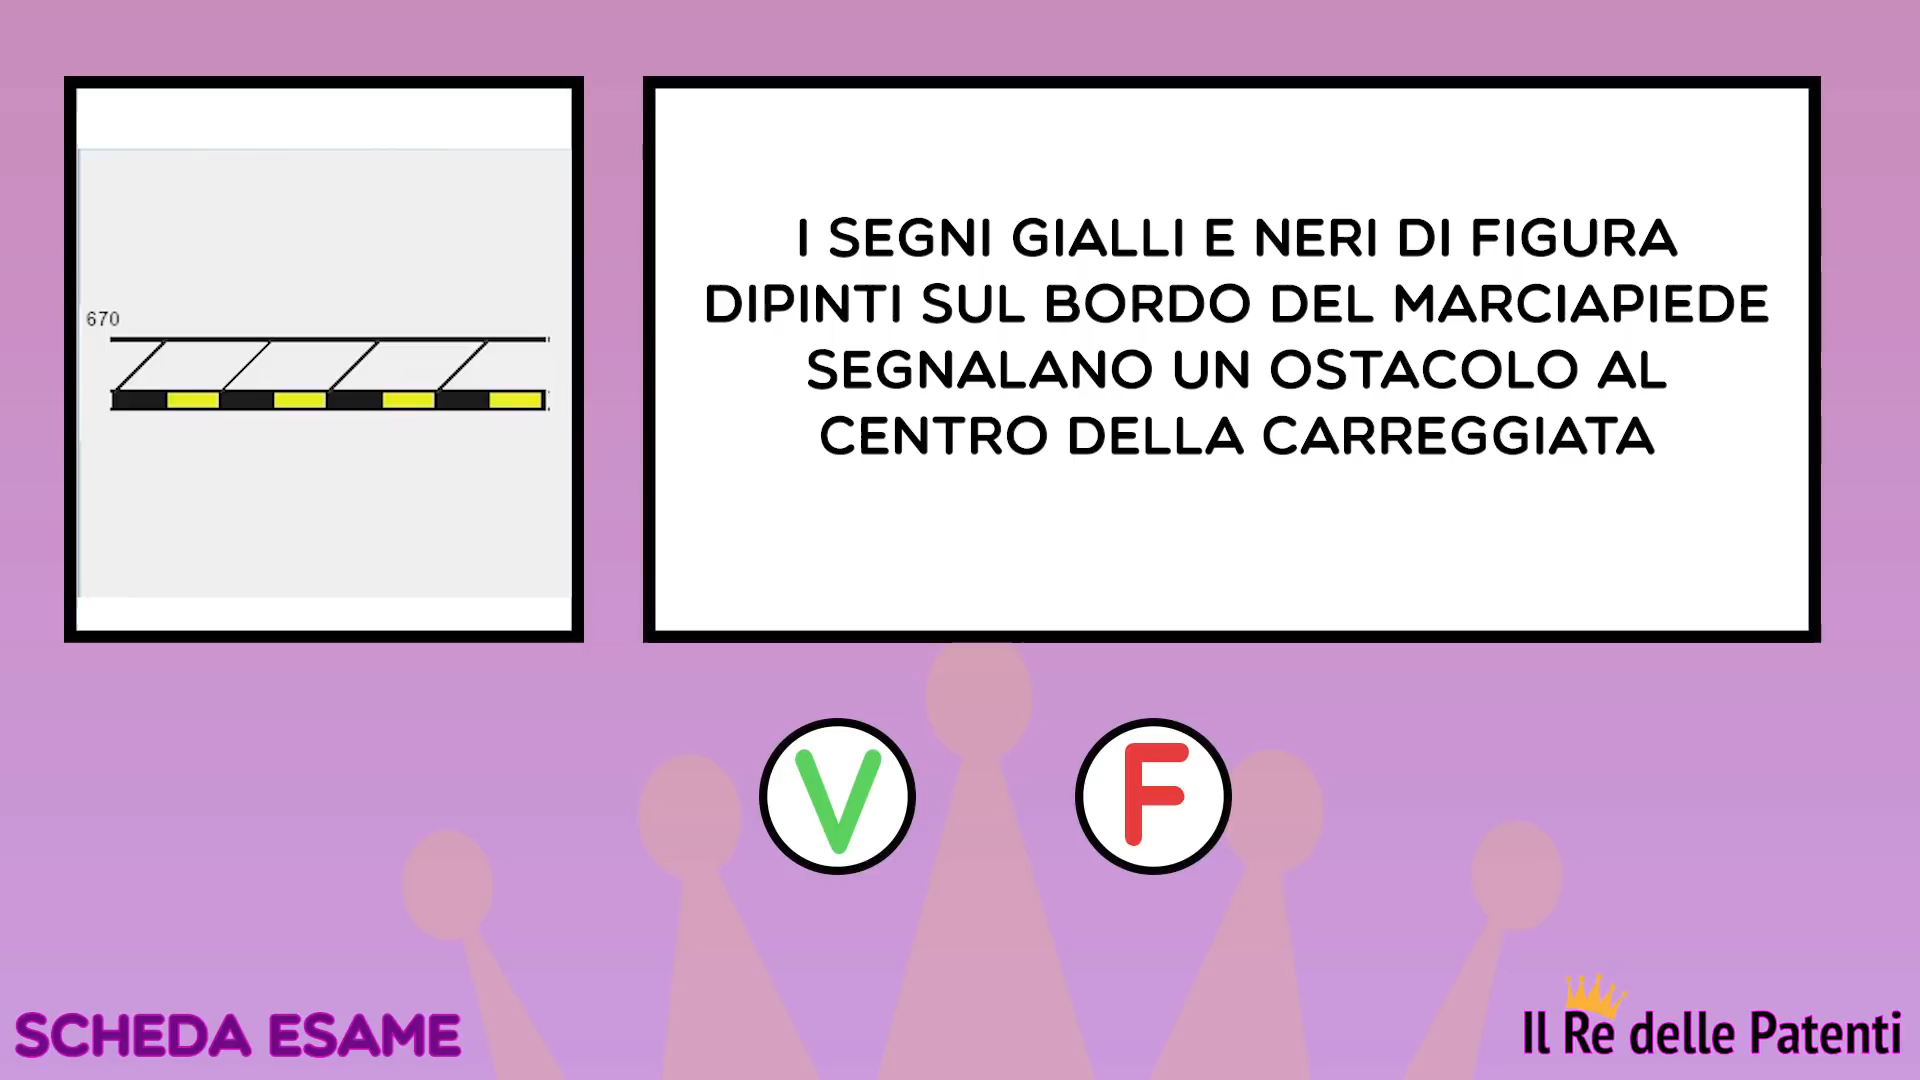 670
I SEGNI GIALLI E NERI DI FIGURA
DIPINTI SUL BORDO DEL MARCIAPIEDE
SEGNALANO UN OSTACOLO AL
CENTRO DELLA CARREGGIATA
V
F
SCHEDA ESAME
Il Re delle Patenti